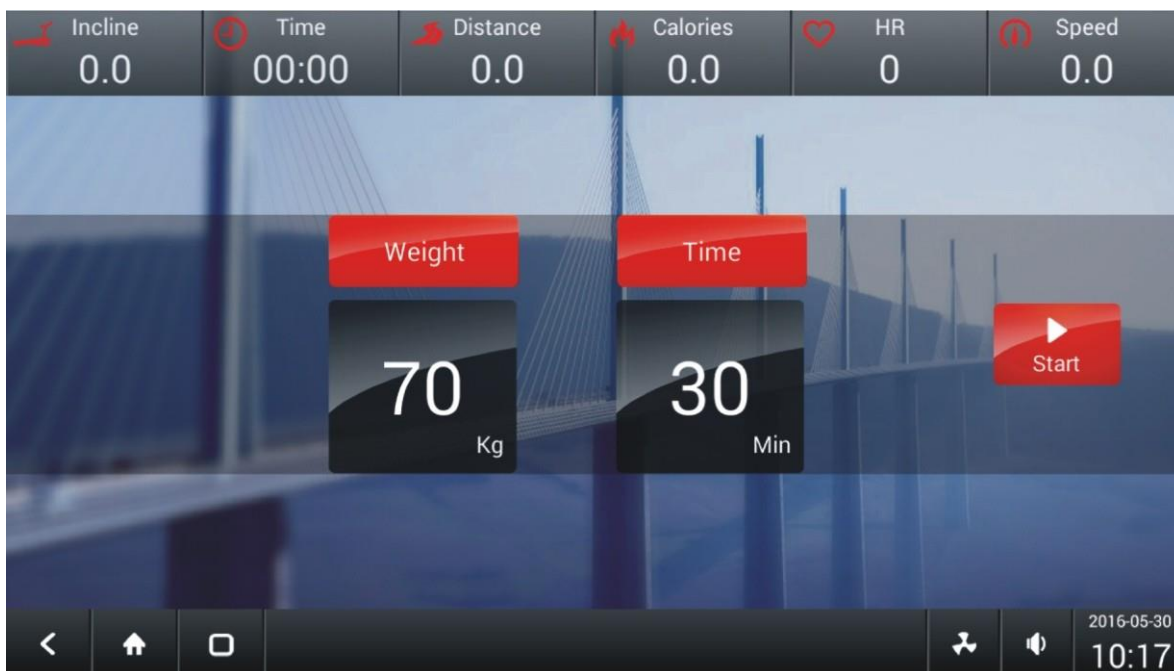 Incline Time Distance Calories HR Speed
0.0 00:00 0.0 0.0 0 0.0
Weight Time
70 30
Kg Min
Start
2016-05-30
10:17